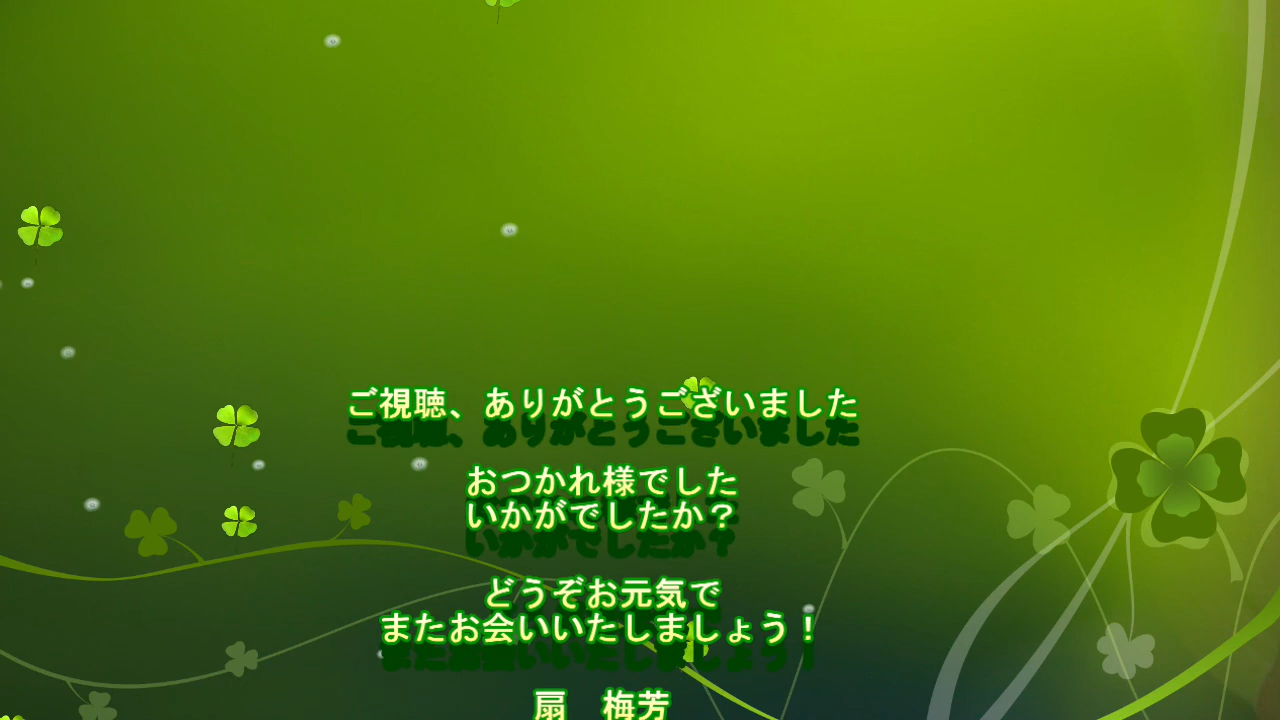 ご視聴、ありがとうございました
おつかれ様でした
いかがでしたか？
どうぞお元気で
またお会いいたしましょう！
扇　梅芳